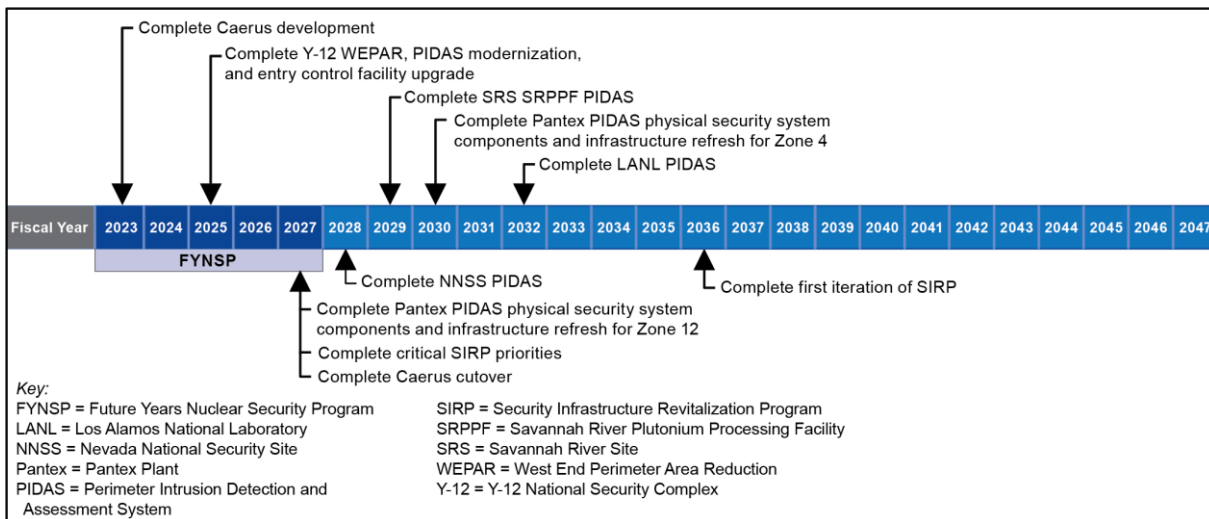 Complete Caerus development
Complete Y-12 WEPAR, PIDAS modernization,
and entry control facility upgrade
Complete SRS SRPPF PIDAS
Complete Pantex PIDAS physical security system
components and infrastructure refresh for Zone 4
Complete LANL PIDAS
Fiscal Year 2023 2024 2025 2026 2027 2028 2029 2030 2031 2032 2033 2034 2035 2036 2037 2038 2039 2040 2041 2042 2043 2044 2045 2046 2047
FYNSP
Complete NNSS PIDAS
Complete first iteration of SIRP
Complete Pantex PIDAS physical security system
components and infrastructure refresh for Zone 12
Complete critical SIRP priorities
Complete Caerus cutover
Key:
FYNSP = Future Years Nuclear Security Program
LANL = Los Alamos National Laboratory
NNSS = Nevada National Security Site
Pantex = Pantex Plant
PIDAS = Perimeter Intrusion Detection and
Assessment System
SIRP = Security Infrastructure Revitalization Program
SRPPF = Savannah River Plutonium Processing Facility
SRS = Savannah River Site
WEPAR = West End Perimeter Area Reduction
Y-12 = Y-12 National Security Complex